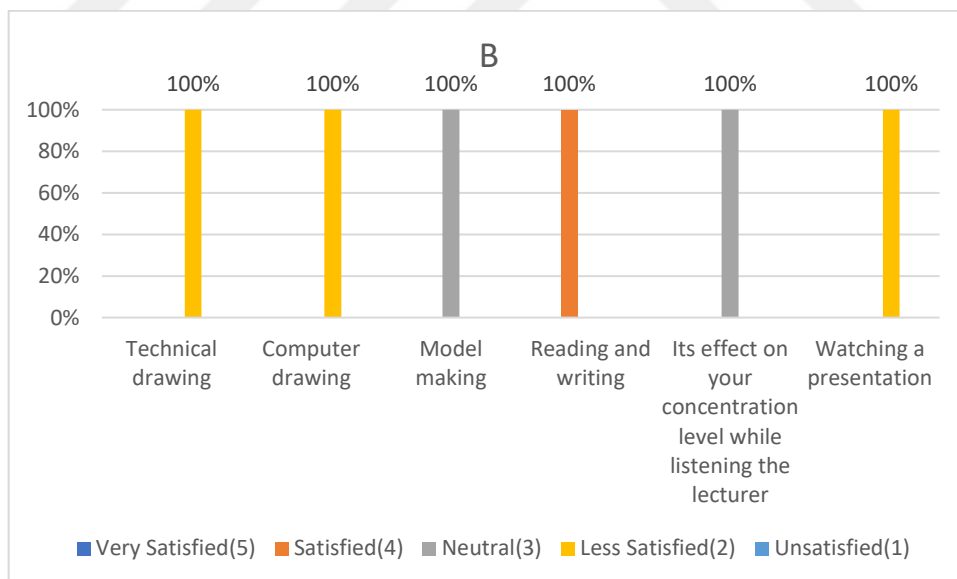 B
100% 100% 100% 100% 100% 100%
100%
80%
60%
40%
20%
0%
Technical drawing
Computer drawing
Model making
Reading and writing
Its effect on your concentration level while listening the lecturer
Watching a presentation
Very Satisfied(5) Satisfied(4) Neutral(3) Less Satisfied(2) Unsatisfied(1)